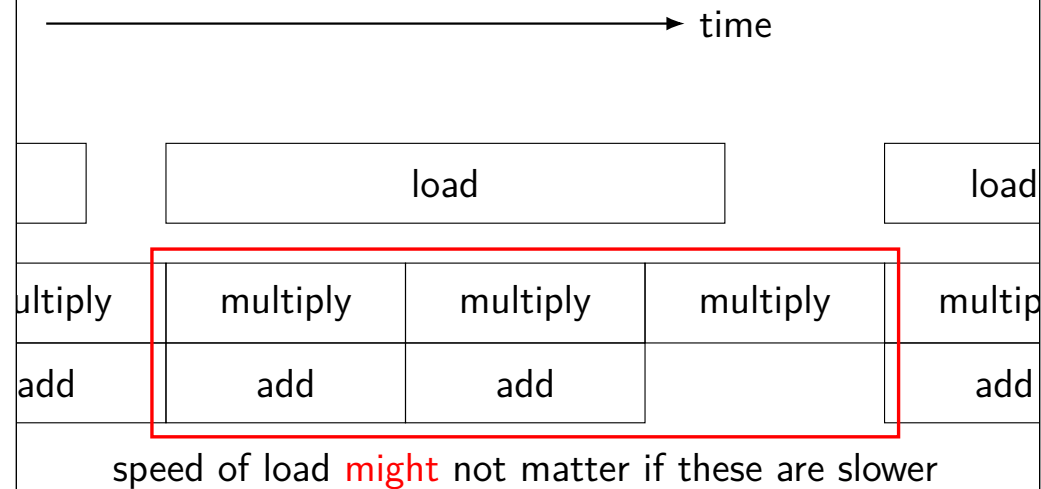 time
load load
ultiply multiply multiply multiply multip
add add add add
speed of load might not matter if these are slower